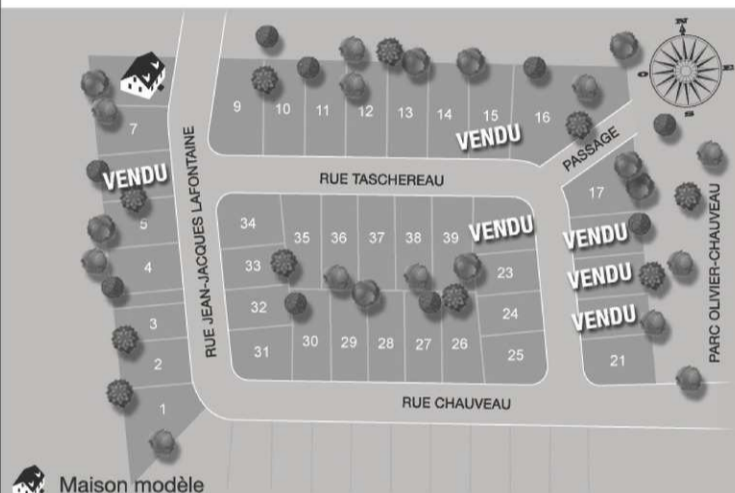 N
O
E
S
9
10
11
12
13
14
15
16
VENDU
7
VENDU
5
4
3
2
1
RUE JEAN-JACQUES LAFONTAINE
RUE TASCHEREAU
PASSAGE
34
35
36
37
38
39
VENDU
33
23
32
24
31
30
29
28
27
26
25
17
VENDU
VENDU
VENDU
21
PARC OLIVIER-CHAUVEAU
RUE CHAUVEAU
Maison modèle